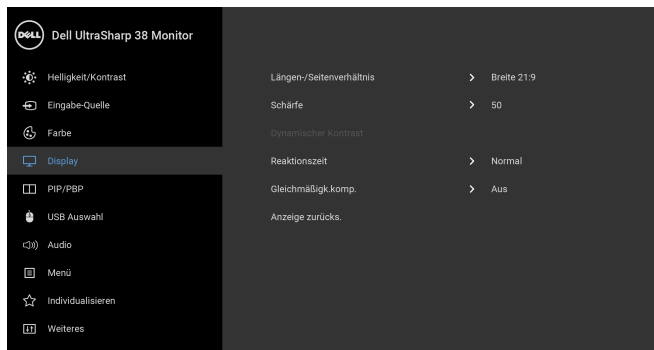 DELL Dell UltraSharp 38 Monitor
Helligkeit/Kontrast
Eingabe-Quelle
Farbe
Display
PIP/PBP
USB Auswahl
Audio
Menü
Individualisieren
Weiteres
Längen-/Seitenverhältnis Breite 21:9
Schärfe 50
Dynamischer Kontrast
Reaktionszeit Normal
Gleichmäßigk.komp. Aus
Anzeige zurücks.